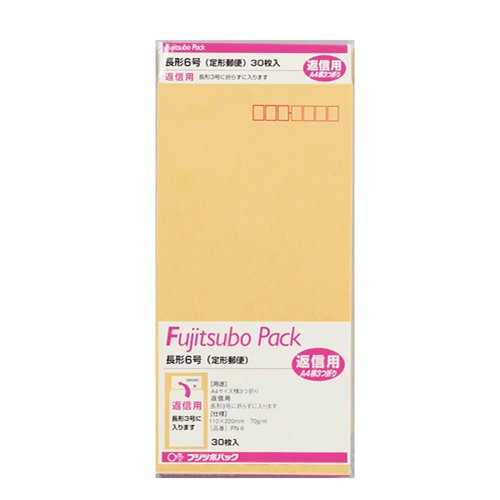 Fujitsubo Pack
長形6号（定形郵便）30枚入
返信用 長形3号に折らずに入ります
返信用
A4横3つ折り
Fujitsubo Pack
長形6号（定形郵便）
返信用
A4横3つ折り
返信用
長形3号に
入ります
[用途]
A4サイズ横3つ折り
返信用
長形3号に折らずに入ります
[仕様]
110×220mm 70g/m²
30枚入
フジツボパック